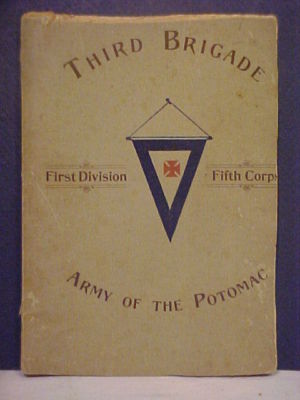 THIRD BRIGADE
First Division Fifth Corps
ARMY OF THE POTOMAC